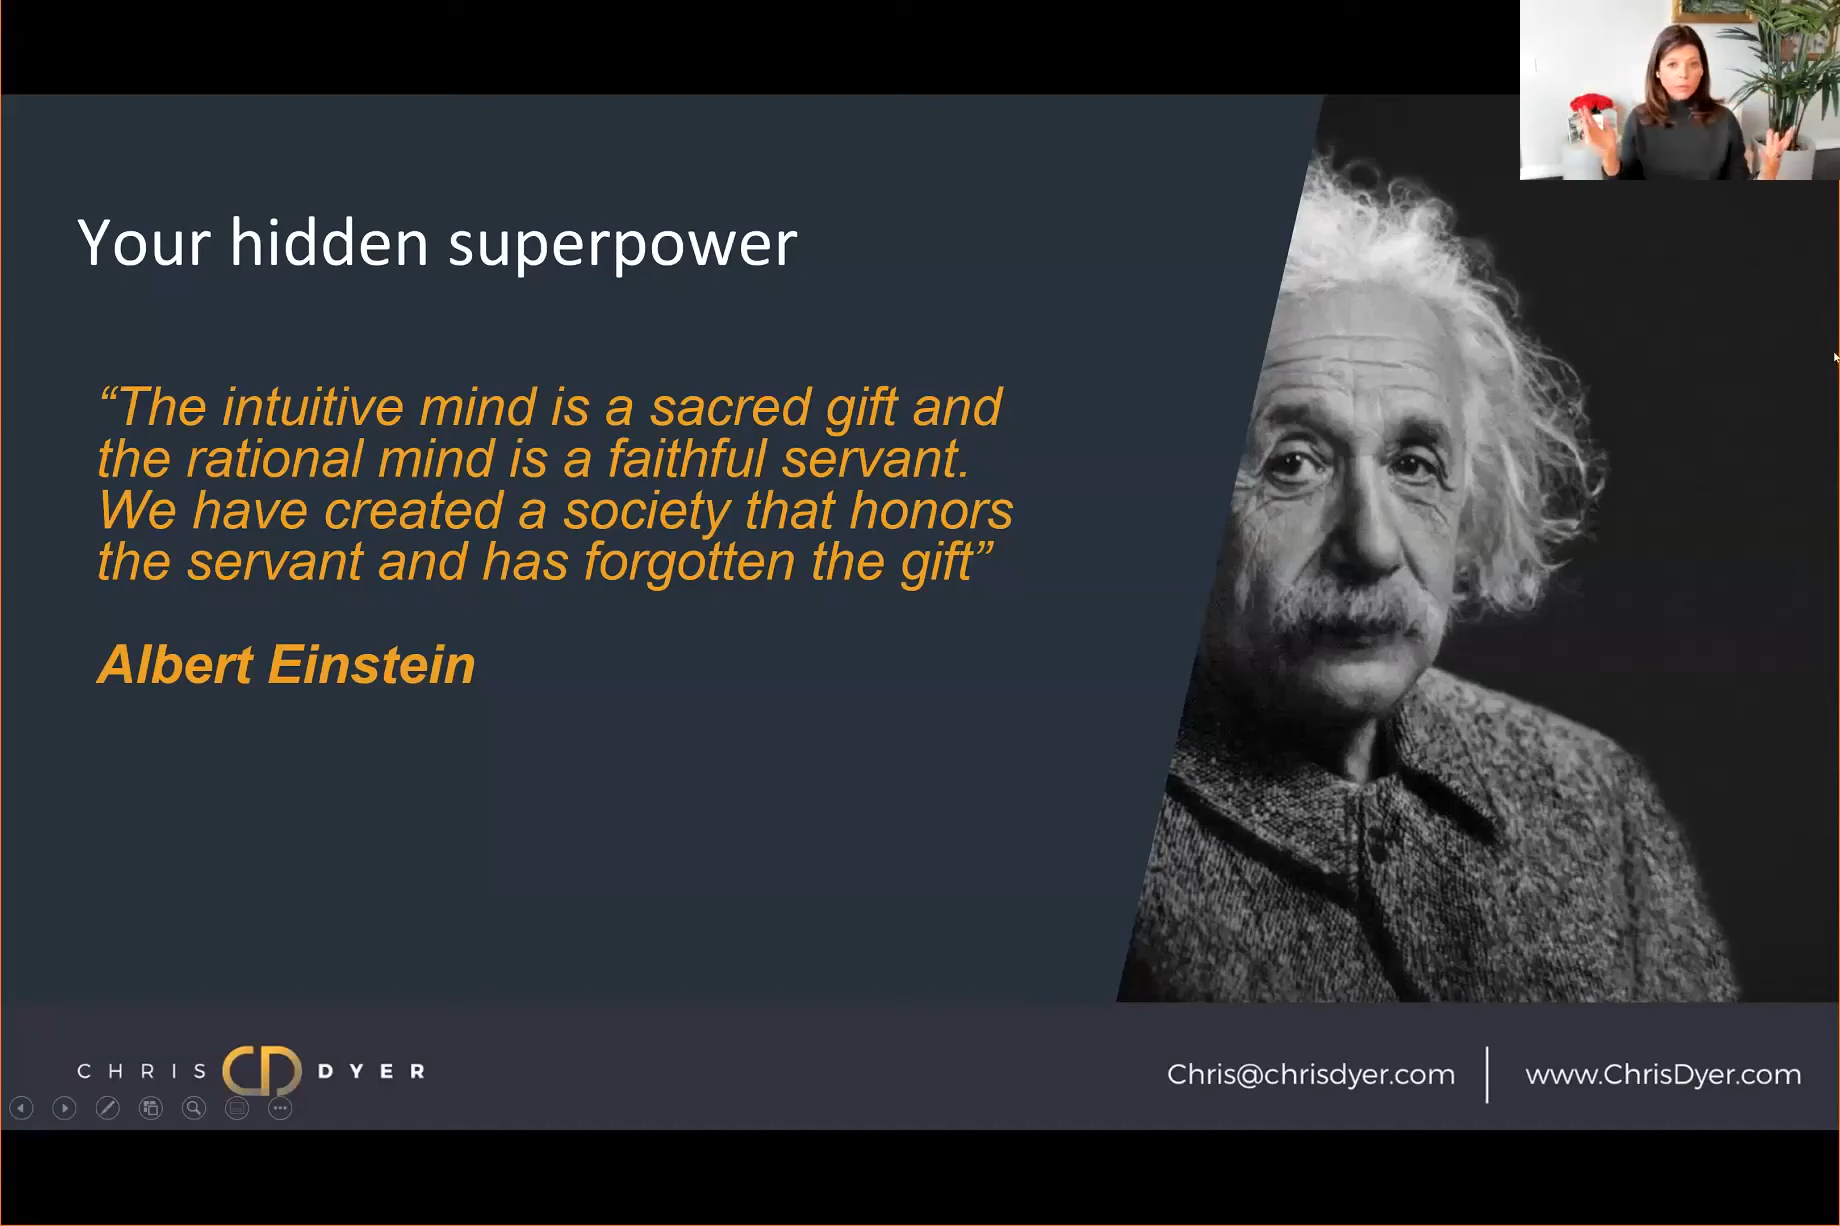 Your hidden superpower
“The intuitive mind is a sacred gift and
the rational mind is a faithful servant.
We have created a society that honors
the servant and has forgotten the gift”
Albert Einstein
CHRIS CD DYER
Chris@chrisdyer.com | www.ChrisDyer.com